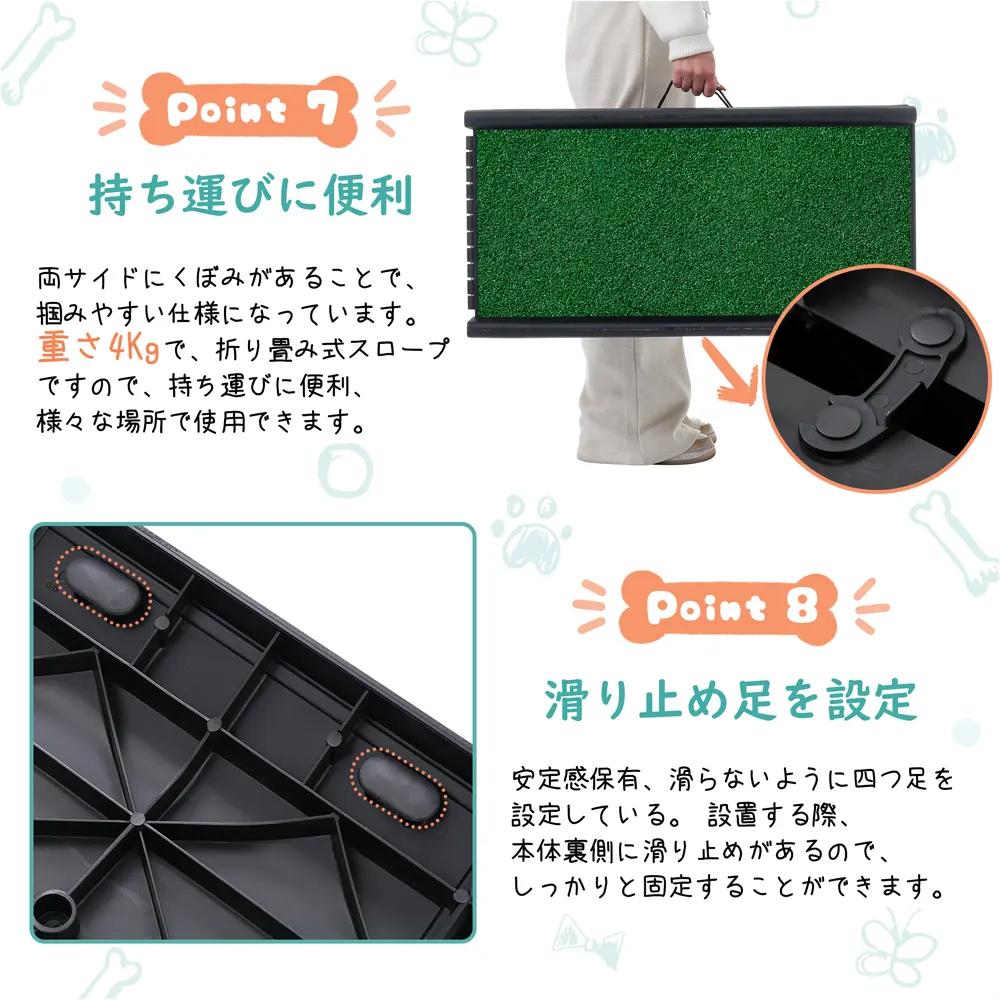 Point 7
持ち運びに便利
両サイドにくぼみがあることで、
掴みやすい仕様になっています。
重さ4Kgで、折り畳み式スロープ
ですので、持ち運びに便利、
様々な場所で使用できます。
Point 8
滑り止め足を設定
安定感保有、滑らないように四つ足を
設定している。 設置する際、
本体裏側に滑り止めがあるので、
しっかりと固定することができます。